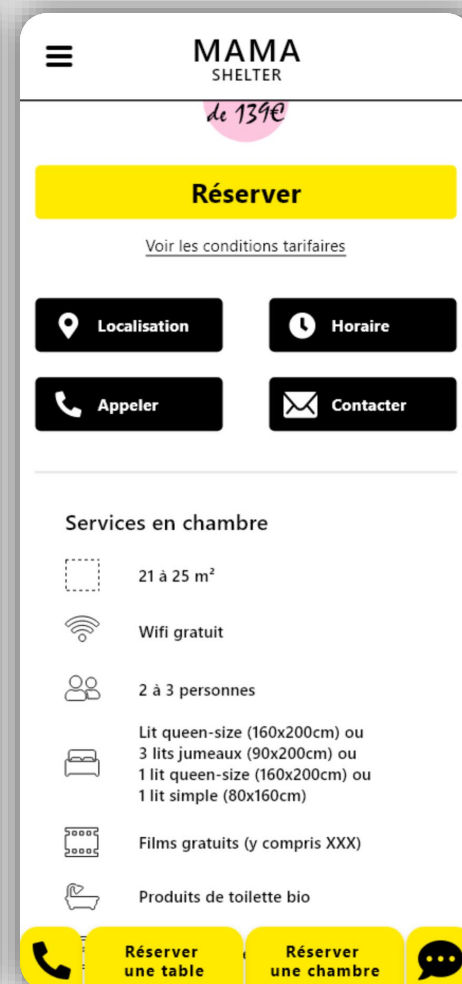 MAMA
SHELTER
de 139€
Réserver
Voir les conditions tarifaires
Localisation
Horaire
Appeler
Contacter
Services en chambre
21 à 25 m²
Wifi gratuit
2 à 3 personnes
Lit queen-size (160x200cm) ou
3 lits jumeaux (90x200cm) ou
1 lit queen-size (160x200cm) ou
1 lit simple (80x160cm)
Films gratuits (y compris XXX)
Produits de toilette bio
Réserver
une table
Réserver
une chambre